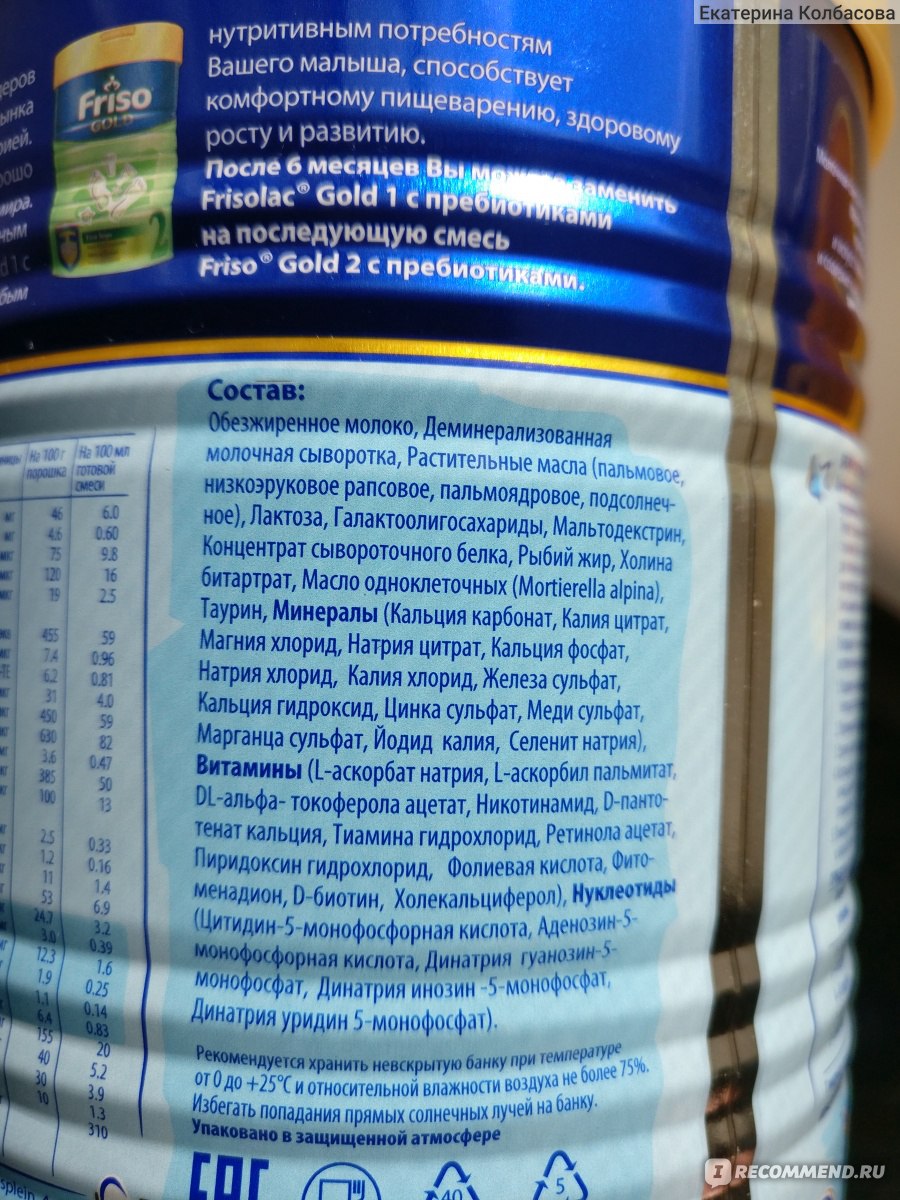 Екатерина Колбасова
нутритивным потребностям
Вашего малыша, способствует
комфортному пищеварению, здоровому
росту и развитию.
После 6 месяцев Вы можете заменить
Frisolac® Gold 1 с пребиотиками
на последующую смесь
Friso® Gold 2 с пребиотиками.
Friso
GOLD
2
деров
ынка
рией.
рошо
мира.
ным
d 1 с
бым
Состав:
Обезжиренное молоко, Деминерализованная
молочная сыворотка, Растительные масла (пальмовое,
низкоэруковое рапсовое, пальмоядровое, подсолнеч-
ное), Лактоза, Галактоолигосахариды, Мальтодекстрин,
Концентрат сывороточного белка, Рыбий жир, Холина
битартрат, Масло одноклеточных (Mortierella alpina),
Таурин, Минералы (Кальция карбонат, Калия цитрат,
Магния хлорид, Натрия цитрат, Кальция фосфат,
Натрия хлорид, Калия хлорид, Железа сульфат,
Кальция гидроксид, Цинка сульфат, Меди сульфат,
Марганца сульфат, Йодид калия, Селенит натрия),
Витамины (L-аскорбат натрия, L-аскорбил пальмитат,
DL-альфа- токоферола ацетат, Никотинамид, D-панто-
тенат кальция, Тиамина гидрохлорид, Ретинола ацетат,
Пиридоксин гидрохлорид, Фолиевая кислота, Фито-
менадион, D-биотин, Холекальциферол), Нуклеотиды
(Цитидин-5-монофосфорная кислота, Аденозин-5-
монофосфорная кислота, Динатрия гуанозин-5-
монофосфат, Динатрия инозин -5-монофосфат,
Динатрия уридин 5-монофосфат).
Рекомендуется хранить невскрытую банку при температуре
от 0 до +25°C и относительной влажности воздуха не более 75%.
Избегать попадания прямых солнечных лучей на банку.
Упаковано в защищенной атмосфере
EAC
40
5
На 100 г порошка На 100 мл готовой смеси
46 6.0
4.6 0.60
75 9.8
120 16
19 2.5
455 59
7.4 0.96
6.2 0.81
31 4.0
450 59
630 82
3.6 0.47
385 50
100 13
2.5 0.33
1.2 0.16
11 1.4
53 6.9
24.7 3.2
3.0 0.39
12.3 1.6
1.9 0.25
1.1 0.14
6.4 0.83
155 20
40 5.2
30 3.9
10 1.3
310
IRECOMMEND.RU